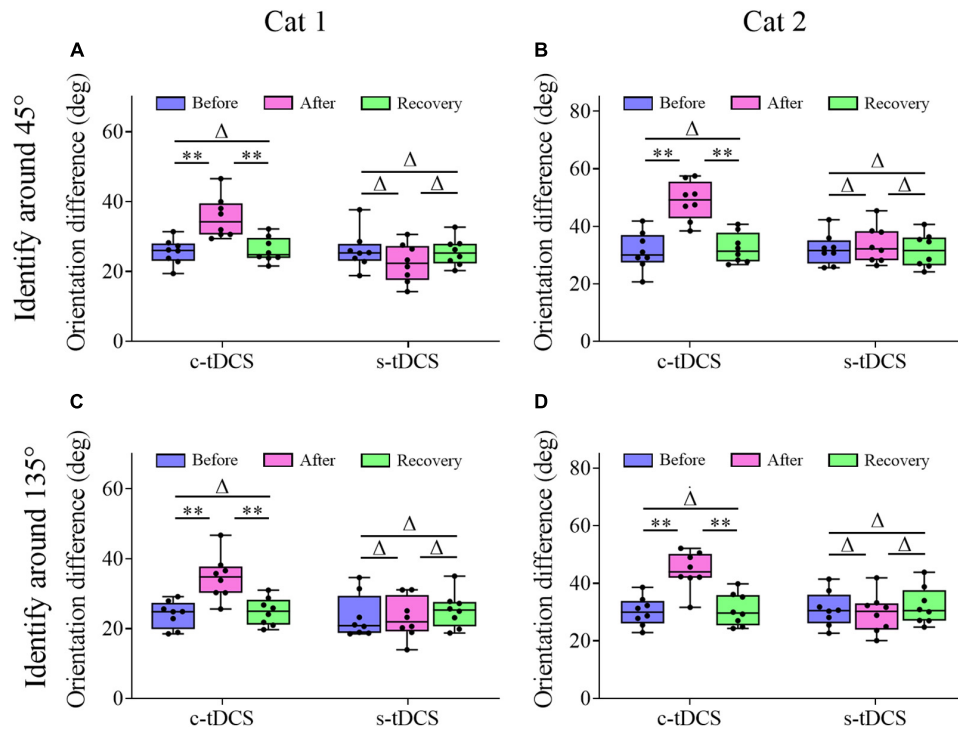 Cat 1
Cat 2
Identify around 45°
Identify around 135°
A
Orientation difference (deg)
Before After Recovery
Δ
** **
Δ
Δ Δ
60
40
20
0
c-tDCS s-tDCS
B
Orientation difference (deg)
Before After Recovery
Δ
** **
Δ
Δ Δ
80
60
40
20
0
c-tDCS s-tDCS
C
Orientation difference (deg)
Before After Recovery
Δ
** **
Δ
Δ Δ
60
40
20
0
c-tDCS s-tDCS
D
Orientation difference (deg)
Before After Recovery
Δ
** **
Δ
Δ Δ
80
60
40
20
0
c-tDCS s-tDCS